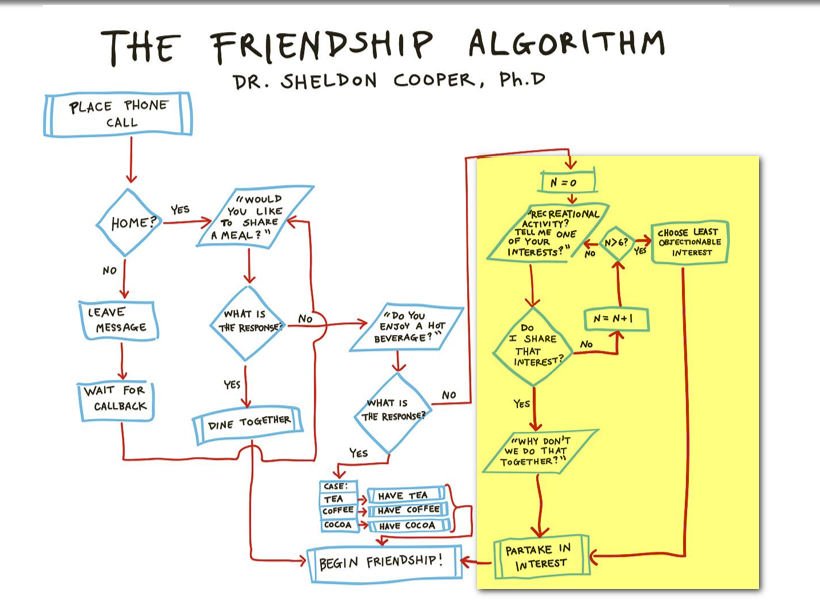 THE FRIENDSHIP ALGORITHM
DR. SHELDON COOPER, Ph.D
PLACE PHONE
CALL
HOME?
YES
NO
"WOULD
YOU LIKE
TO SHARE
A MEAL?"
LEAVE
MESSAGE
WAIT FOR
CALLBACK
WHAT IS
THE RESPONSE?
NO
YES
DINE TOGETHER
"DO YOU
ENJOY A HOT
BEVERAGE?"
WHAT IS
THE RESPONSE?
NO
YES
CASE:
TEA
COFFEE
COCOA
HAVE TEA
HAVE COFFEE
HAVE COCOA
BEGIN FRIENDSHIP!
N=0
"RECREATIONAL
ACTIVITY?
TELL ME ONE
OF YOUR
INTERESTS?"
N>6?
NO
YES
CHOOSE LEAST
OBJECTIONABLE
INTEREST
N=N+1
DO
I SHARE
THAT
INTEREST?
NO
YES
"WHY DON'T
WE DO THAT
TOGETHER?"
PARTAKE IN
INTEREST